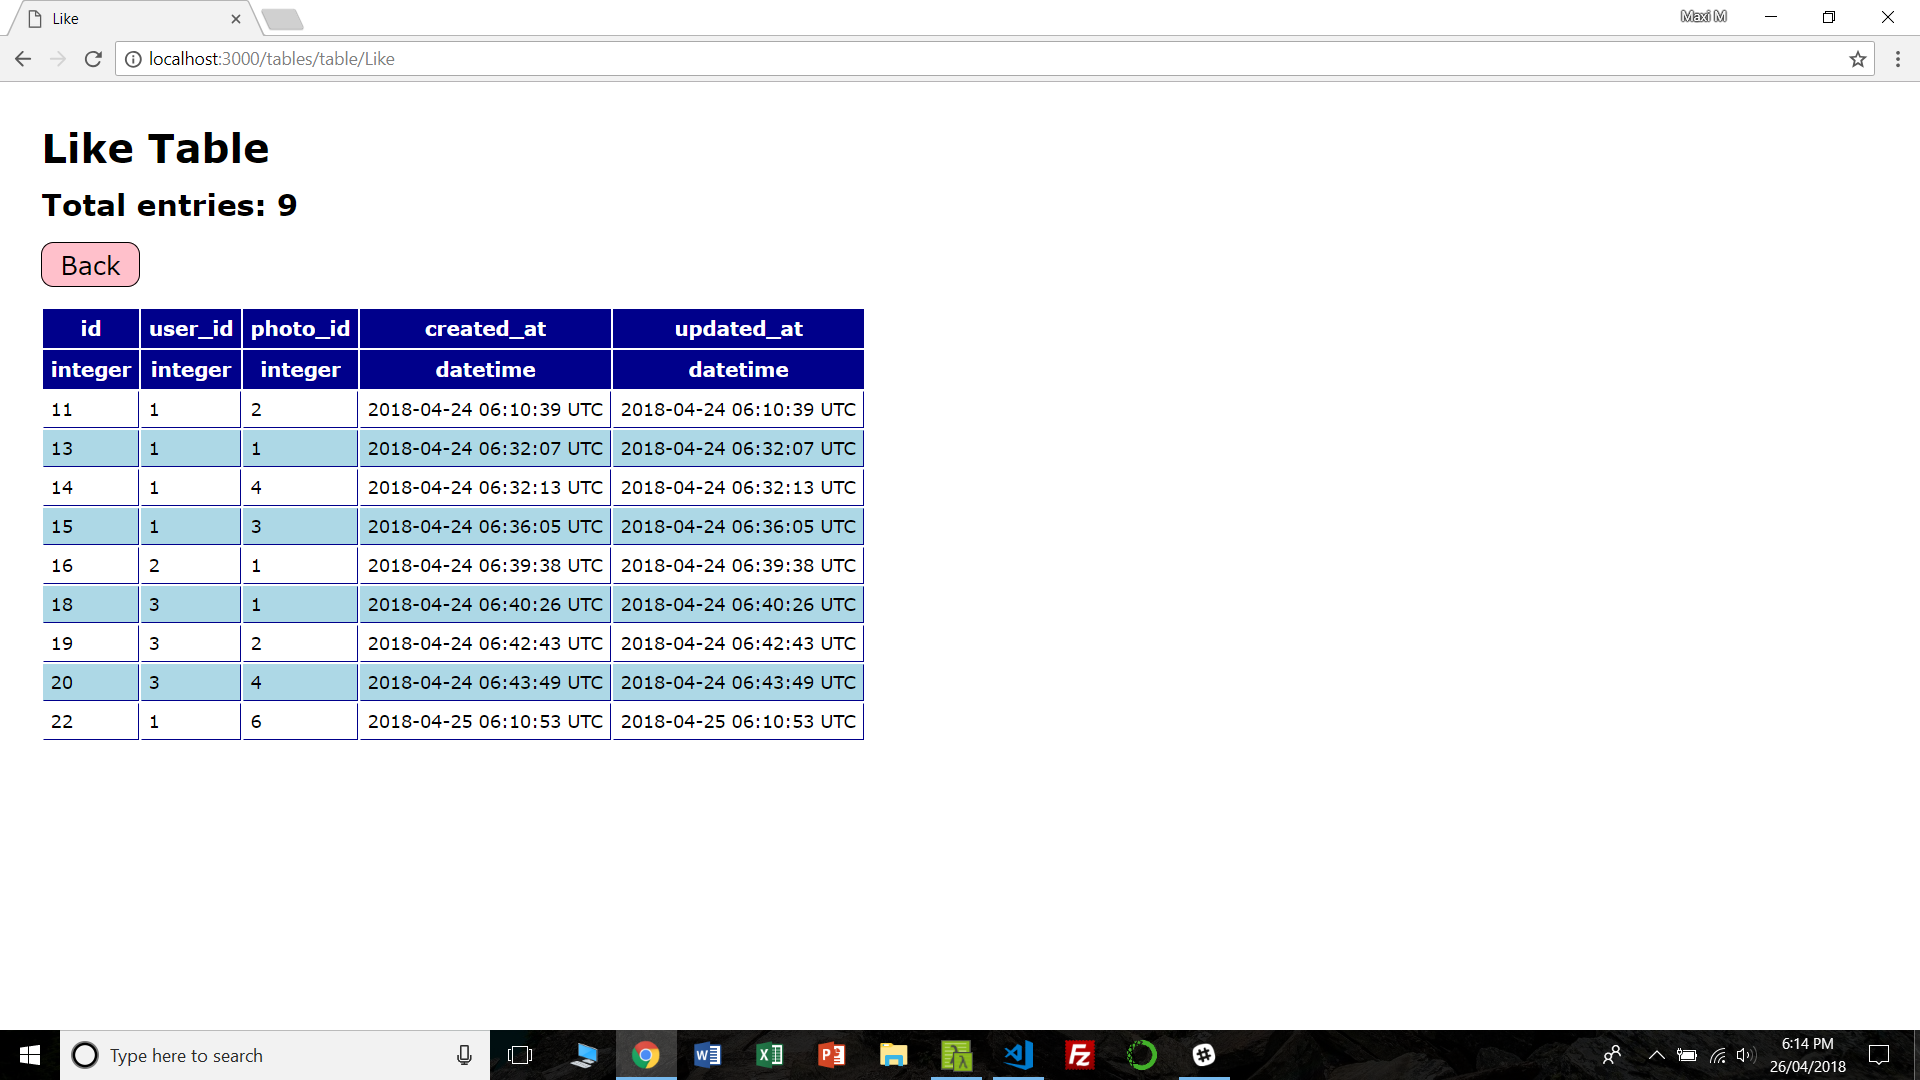 Like
Maxi M
localhost:3000/tables/table/Like
Like Table
Total entries: 9
Back
id user_id photo_id created_at updated_at
integer integer integer datetime datetime
11 1 2 2018-04-24 06:10:39 UTC 2018-04-24 06:10:39 UTC
13 1 1 2018-04-24 06:32:07 UTC 2018-04-24 06:32:07 UTC
14 1 4 2018-04-24 06:32:13 UTC 2018-04-24 06:32:13 UTC
15 1 3 2018-04-24 06:36:05 UTC 2018-04-24 06:36:05 UTC
16 2 1 2018-04-24 06:39:38 UTC 2018-04-24 06:39:38 UTC
18 3 1 2018-04-24 06:40:26 UTC 2018-04-24 06:40:26 UTC
19 3 2 2018-04-24 06:42:43 UTC 2018-04-24 06:42:43 UTC
20 3 4 2018-04-24 06:43:49 UTC 2018-04-24 06:43:49 UTC
22 1 6 2018-04-25 06:10:53 UTC 2018-04-25 06:10:53 UTC
Type here to search
6:14 PM
26/04/2018